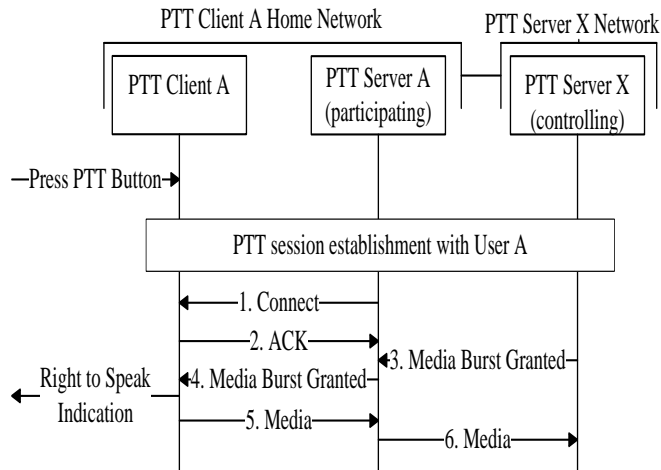 PTT Client A Home Network
PTT Server X Network
PTT Client A
PTT Server A
(participating)
PTT Server X
(controlling)
Press PTT Button
PTT session establishment with User A
1. Connect
2. ACK
3. Media Burst Granted
4. Media Burst Granted
Right to Speak
Indication
5. Media
6. Media